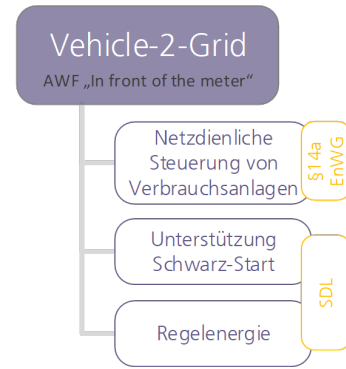 Vehicle-2-Grid
AWF „In front of the meter“
Netzdienliche
Steuerung von
Verbrauchsanlagen
§14a
EnWG
Unterstützung
Schwarz-Start
SDL
Regelenergie